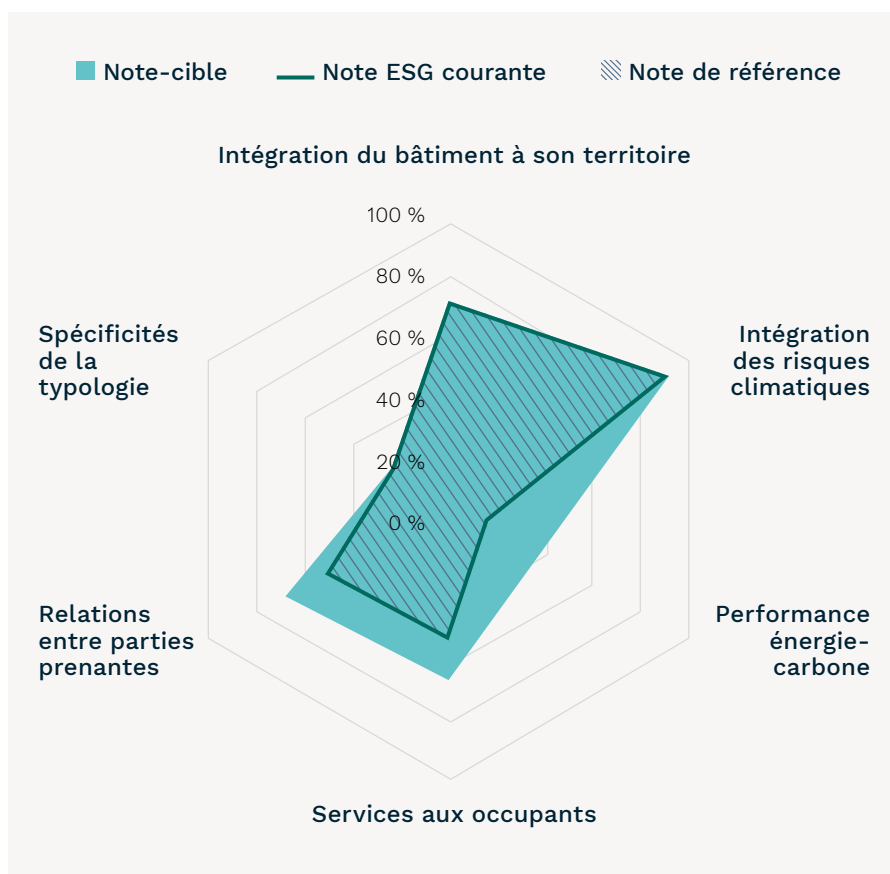 Note-cible
Note ESG courante
Note de référence
Intégration du bâtiment à son territoire
100 %
80 %
60 %
40 %
20 %
0 %
Spécificités
de la
typologie
Intégration
des risques
climatiques
Relations
entre parties
prenantes
Performance
énergie-
carbone
Services aux occupants